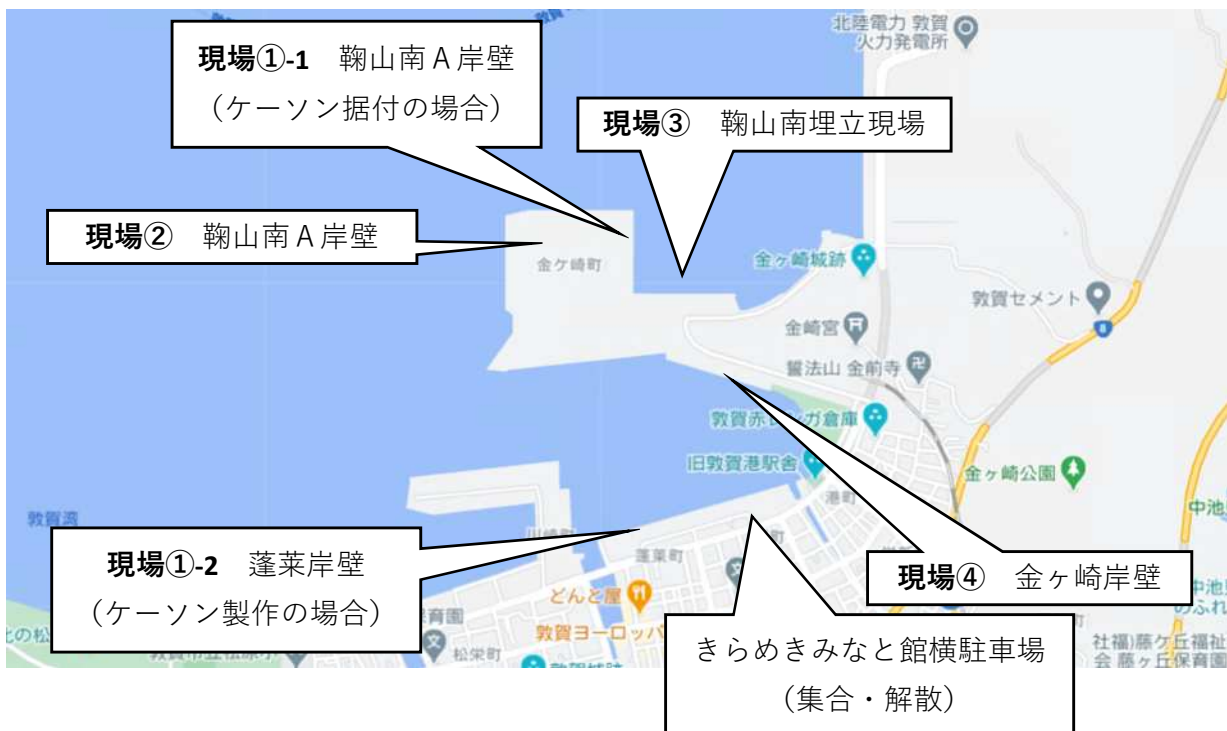 北陸電力 敦賀
火力発電所
現場①-1 鞠山南A岸壁
（ケーソン据付の場合）
現場③ 鞠山南埋立現場
現場② 鞠山南A岸壁
金ケ崎町
金ヶ崎城跡
敦賀セメント
8
金崎宮
誓法山 金前寺
敦賀赤レンガ倉庫
旧敦賀港駅舎
金ヶ崎公園
港町
敦賀湾
川崎町
蓬莱町
現場①-2 蓬莱岸壁
（ケーソン製作の場合）
現場④ 金ヶ崎岸壁
どんと屋
敦賀ヨーロッパ
松栄町
きらめきみなと館横駐車場
（集合・解散）
社福)藤ケ丘福祉
会 藤ヶ丘保育園